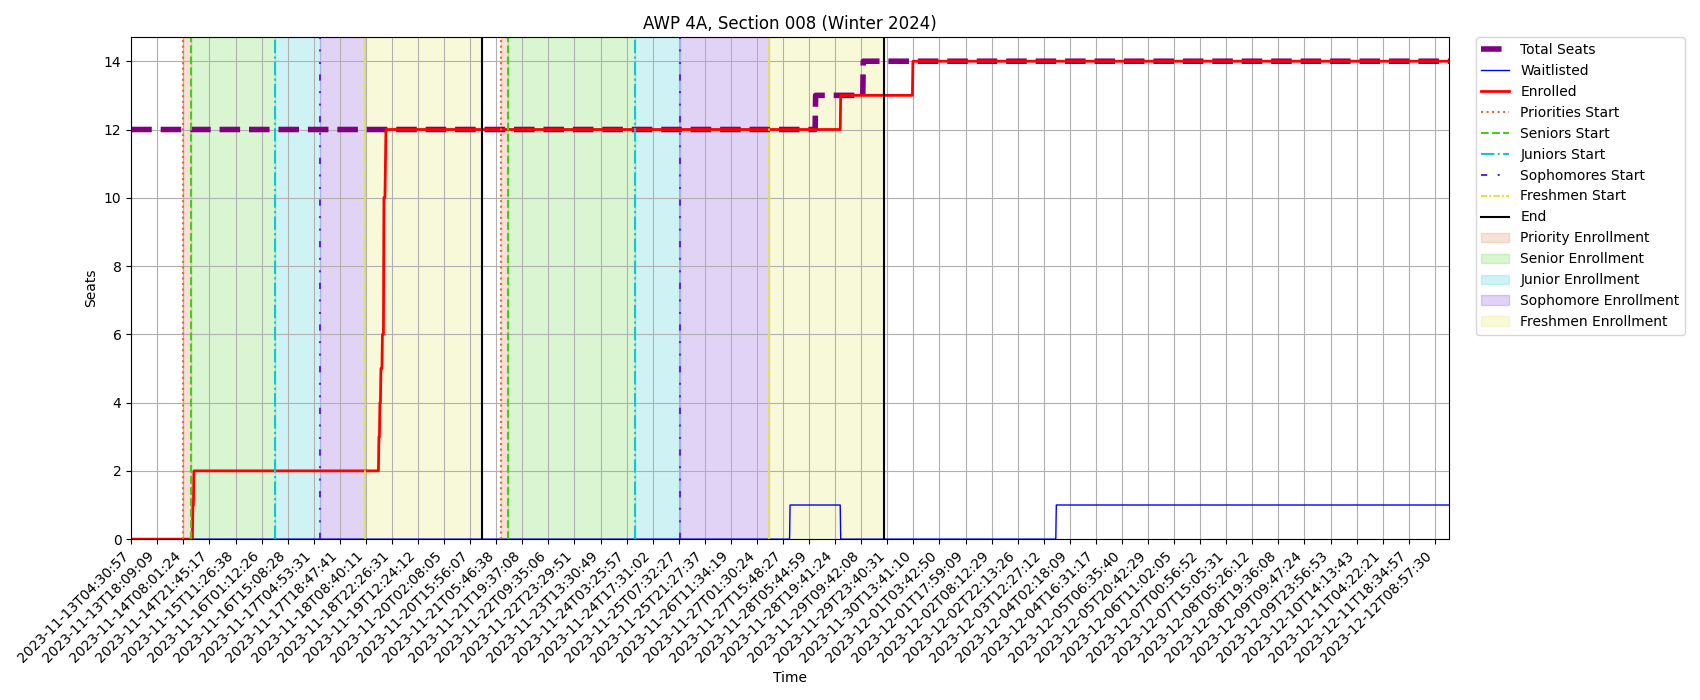 AWP 4A, Section 008 (Winter 2024)
Total Seats
Waitlisted
Enrolled
Priorities Start
Seniors Start
Juniors Start
Sophomores Start
Freshmen Start
End
Priority Enrollment
Senior Enrollment
Junior Enrollment
Sophomore Enrollment
Freshmen Enrollment
Seats
14
12
10
8
6
4
2
0
2023-11-13T04:30:57
2023-11-13T18:09:09
2023-11-14T08:01:24
2023-11-14T21:45:17
2023-11-15T11:26:38
2023-11-16T01:12:26
2023-11-16T15:08:28
2023-11-17T04:53:31
2023-11-17T18:47:41
2023-11-18T08:40:11
2023-11-18T22:26:31
2023-11-19T12:24:12
2023-11-20T02:08:05
2023-11-20T15:56:07
2023-11-21T05:46:38
2023-11-21T19:37:08
2023-11-22T09:35:06
2023-11-22T23:29:51
2023-11-23T13:30:49
2023-11-24T03:25:57
2023-11-24T17:31:02
2023-11-25T07:32:27
2023-11-25T21:27:37
2023-11-26T11:34:19
2023-11-27T01:30:24
2023-11-27T15:48:27
2023-11-28T05:44:59
2023-11-28T19:41:24
2023-11-29T09:42:08
2023-11-29T23:40:31
2023-11-30T13:41:10
2023-12-01T03:42:50
2023-12-01T17:59:09
2023-12-02T08:12:29
2023-12-02T22:13:26
2023-12-03T12:27:12
2023-12-04T02:18:09
2023-12-04T16:31:17
2023-12-05T06:35:40
2023-12-05T20:42:29
2023-12-06T11:02:05
2023-12-07T00:56:52
2023-12-07T15:05:31
2023-12-08T05:26:12
2023-12-08T19:36:08
2023-12-09T09:47:24
2023-12-09T23:56:53
2023-12-10T14:13:43
2023-12-11T04:22:21
2023-12-11T18:34:57
2023-12-12T08:57:30
Time